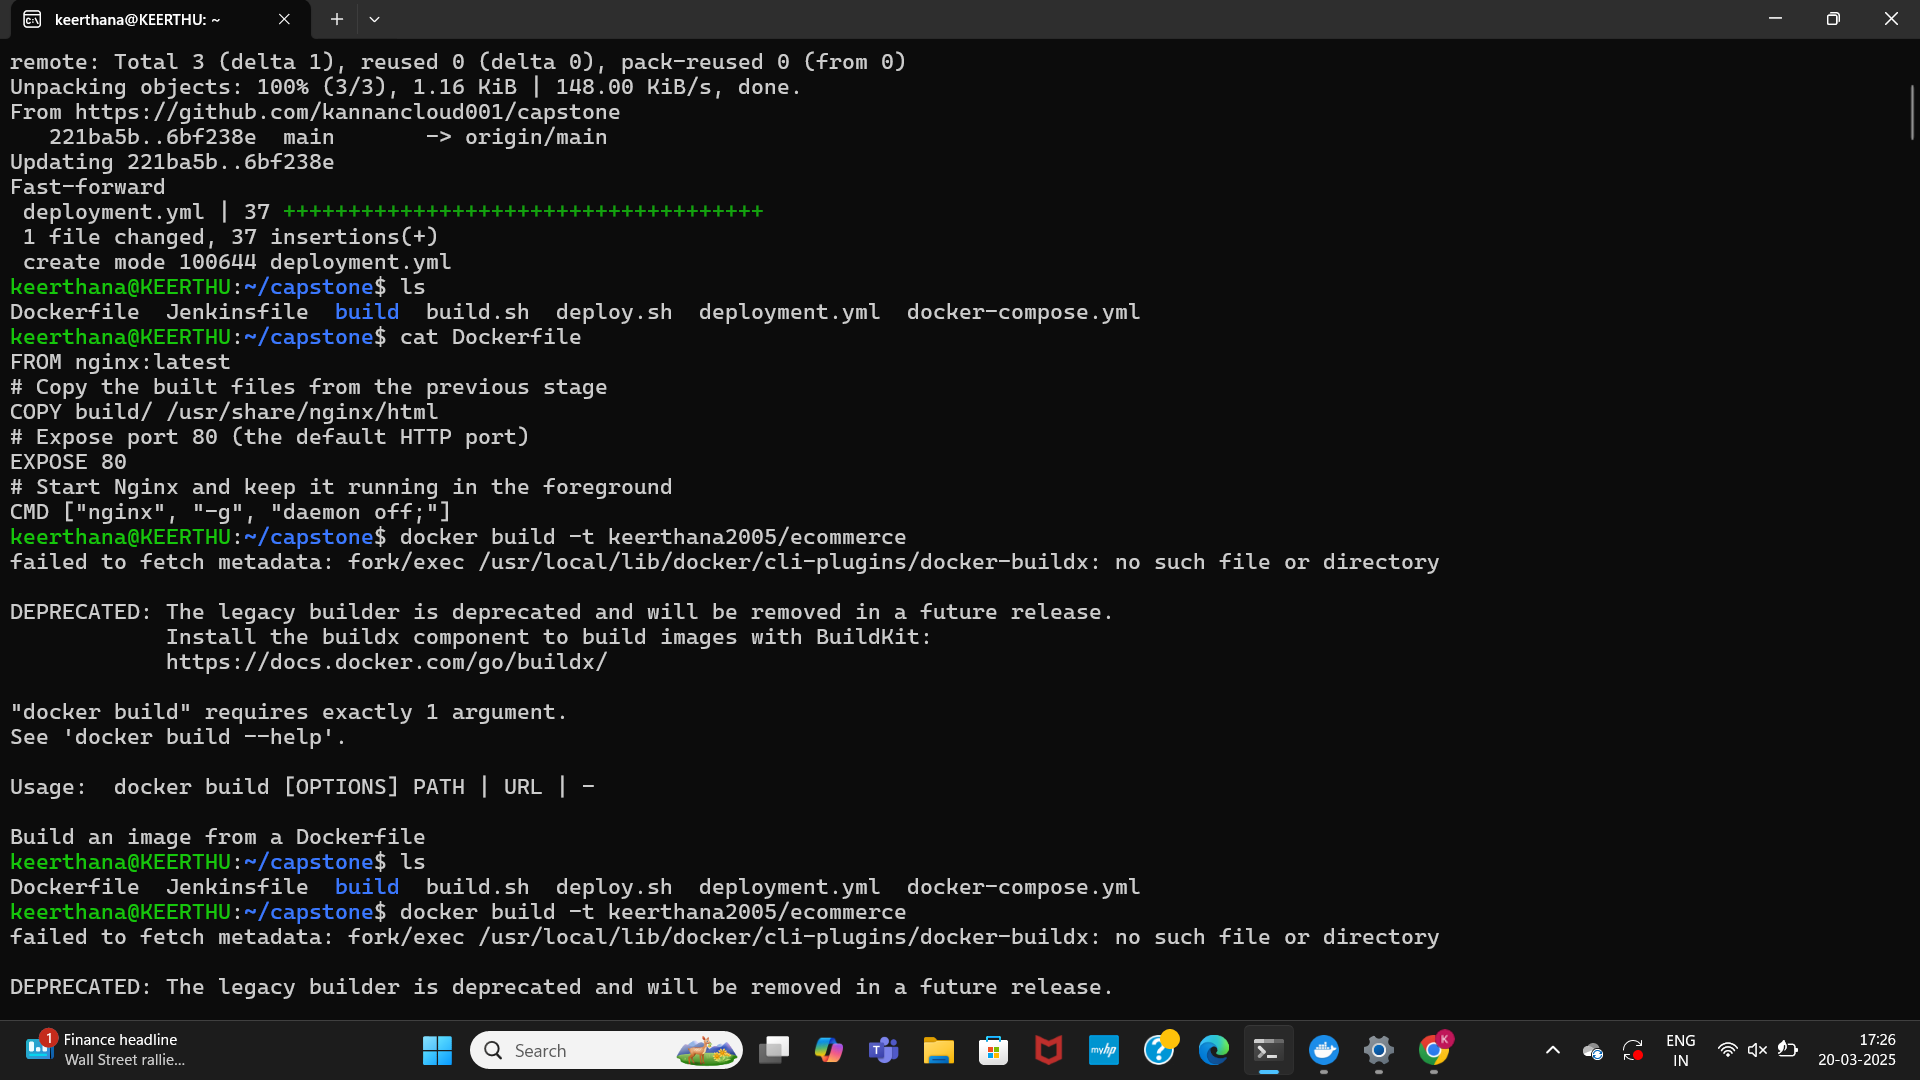 keerthana@KEERTHU: ~
remote: Total 3 (delta 1), reused 0 (delta 0), pack-reused 0 (from 0)
Unpacking objects: 100% (3/3), 1.16 KiB | 148.00 KiB/s, done.
From https://github.com/kannancloud001/capstone
   221ba5b..6bf238e  main       -> origin/main
Updating 221ba5b..6bf238e
Fast-forward
 deployment.yml | 37 +++++++++++++++++++++++++++++++++++++
 1 file changed, 37 insertions(+)
 create mode 100644 deployment.yml
keerthana@KEERTHU:~/capstone$ ls
Dockerfile  Jenkinsfile  build  build.sh  deploy.sh  deployment.yml  docker-compose.yml
keerthana@KEERTHU:~/capstone$ cat Dockerfile
FROM nginx:latest
# Copy the built files from the previous stage
COPY build/ /usr/share/nginx/html
# Expose port 80 (the default HTTP port)
EXPOSE 80
# Start Nginx and keep it running in the foreground
CMD ["nginx", "-g", "daemon off;"]
keerthana@KEERTHU:~/capstone$ docker build -t keerthana2005/ecommerce
failed to fetch metadata: fork/exec /usr/local/lib/docker/cli-plugins/docker-buildx: no such file or directory
DEPRECATED: The legacy builder is deprecated and will be removed in a future release.
            Install the buildx component to build images with BuildKit:
            https://docs.docker.com/go/buildx/
"docker build" requires exactly 1 argument.
See 'docker build --help'.
Usage:  docker build [OPTIONS] PATH | URL | -
Build an image from a Dockerfile
keerthana@KEERTHU:~/capstone$ ls
Dockerfile  Jenkinsfile  build  build.sh  deploy.sh  deployment.yml  docker-compose.yml
keerthana@KEERTHU:~/capstone$ docker build -t keerthana2005/ecommerce
failed to fetch metadata: fork/exec /usr/local/lib/docker/cli-plugins/docker-buildx: no such file or directory
DEPRECATED: The legacy builder is deprecated and will be removed in a future release.
1
Finance headline
Wall Street rallie...
Search
myhp
K
ENG
IN
17:26
20-03-2025